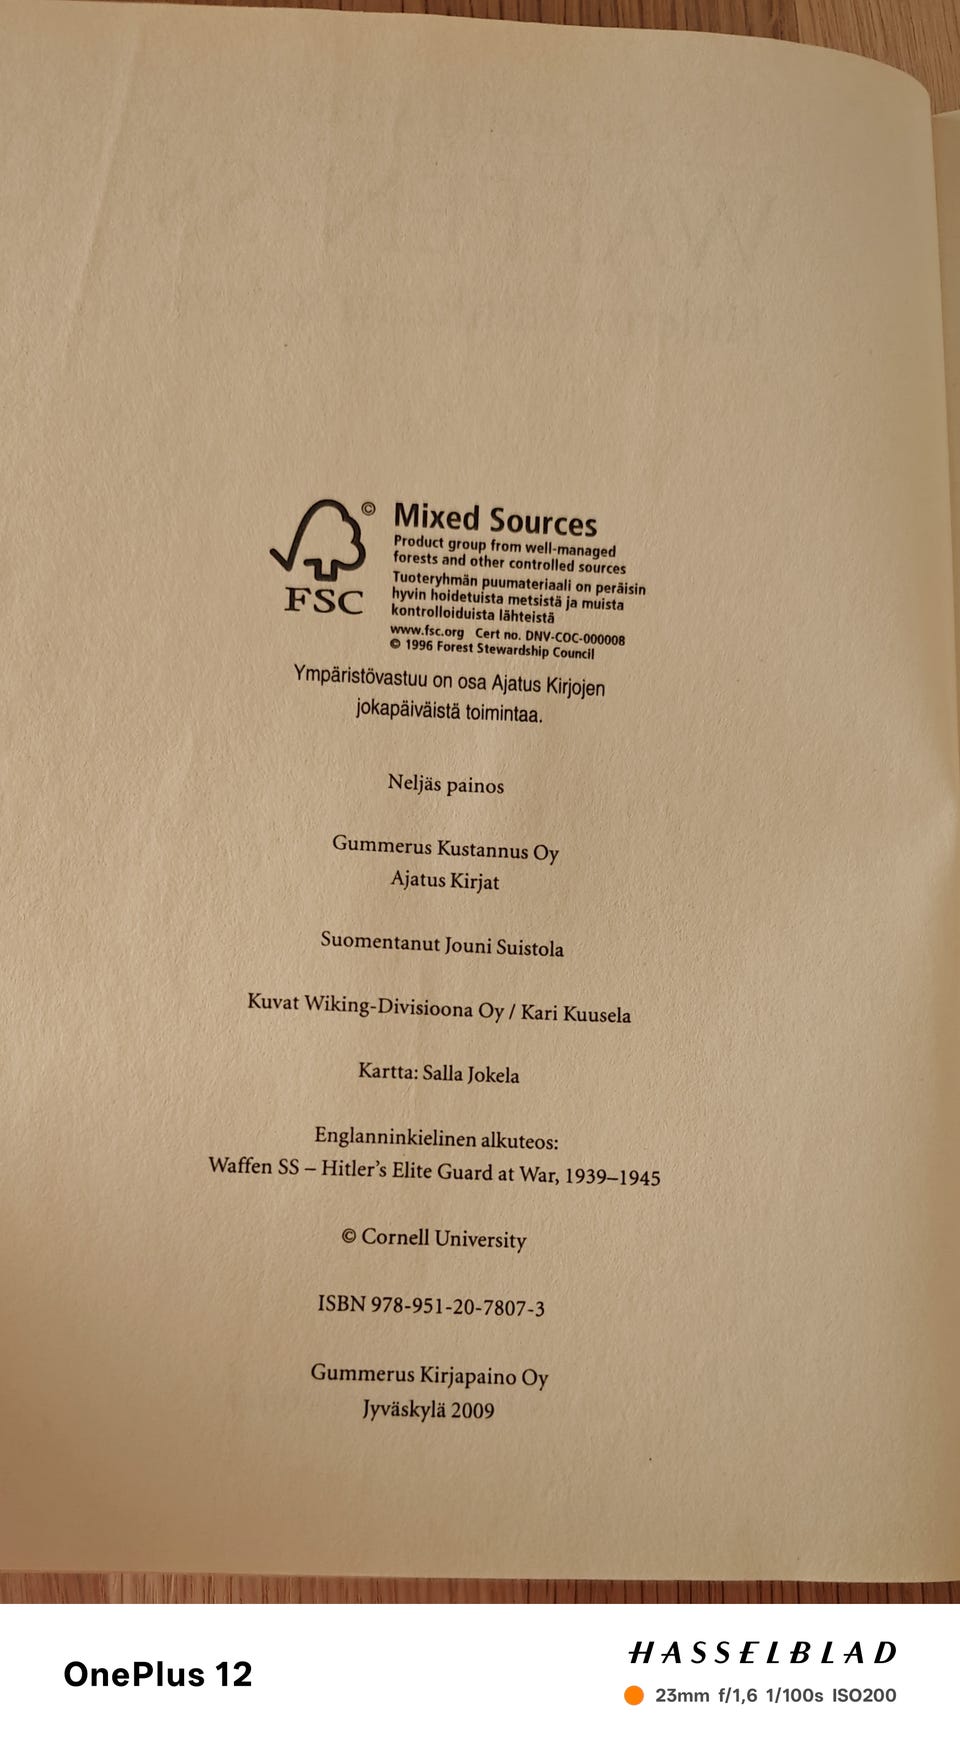 ©
FSC
Mixed Sources
Product group from well-managed
forests and other controlled sources
Tuoteryhmän puumateriaali on peräisin
hyvin hoidetuista metsistä ja muista
kontrolloiduista lähteistä
www.fsc.org Cert no. DNV-COC-000008
© 1996 Forest Stewardship Council
Ympäristövastuu on osa Ajatus Kirjojen
jokapäiväistä toimintaa.
Neljäs painos
Gummerus Kustannus Oy
Ajatus Kirjat
Suomentanut Jouni Suistola
Kuvat Wiking-Divisioona Oy / Kari Kuusela
Kartta: Salla Jokela
Englanninkielinen alkuteos:
Waffen SS – Hitler’s Elite Guard at War, 1939–1945
© Cornell University
ISBN 978-951-20-7807-3
Gummerus Kirjapaino Oy
Jyväskylä 2009
OnePlus 12
HASSELBLAD
23mm f/1,6 1/100s ISO200